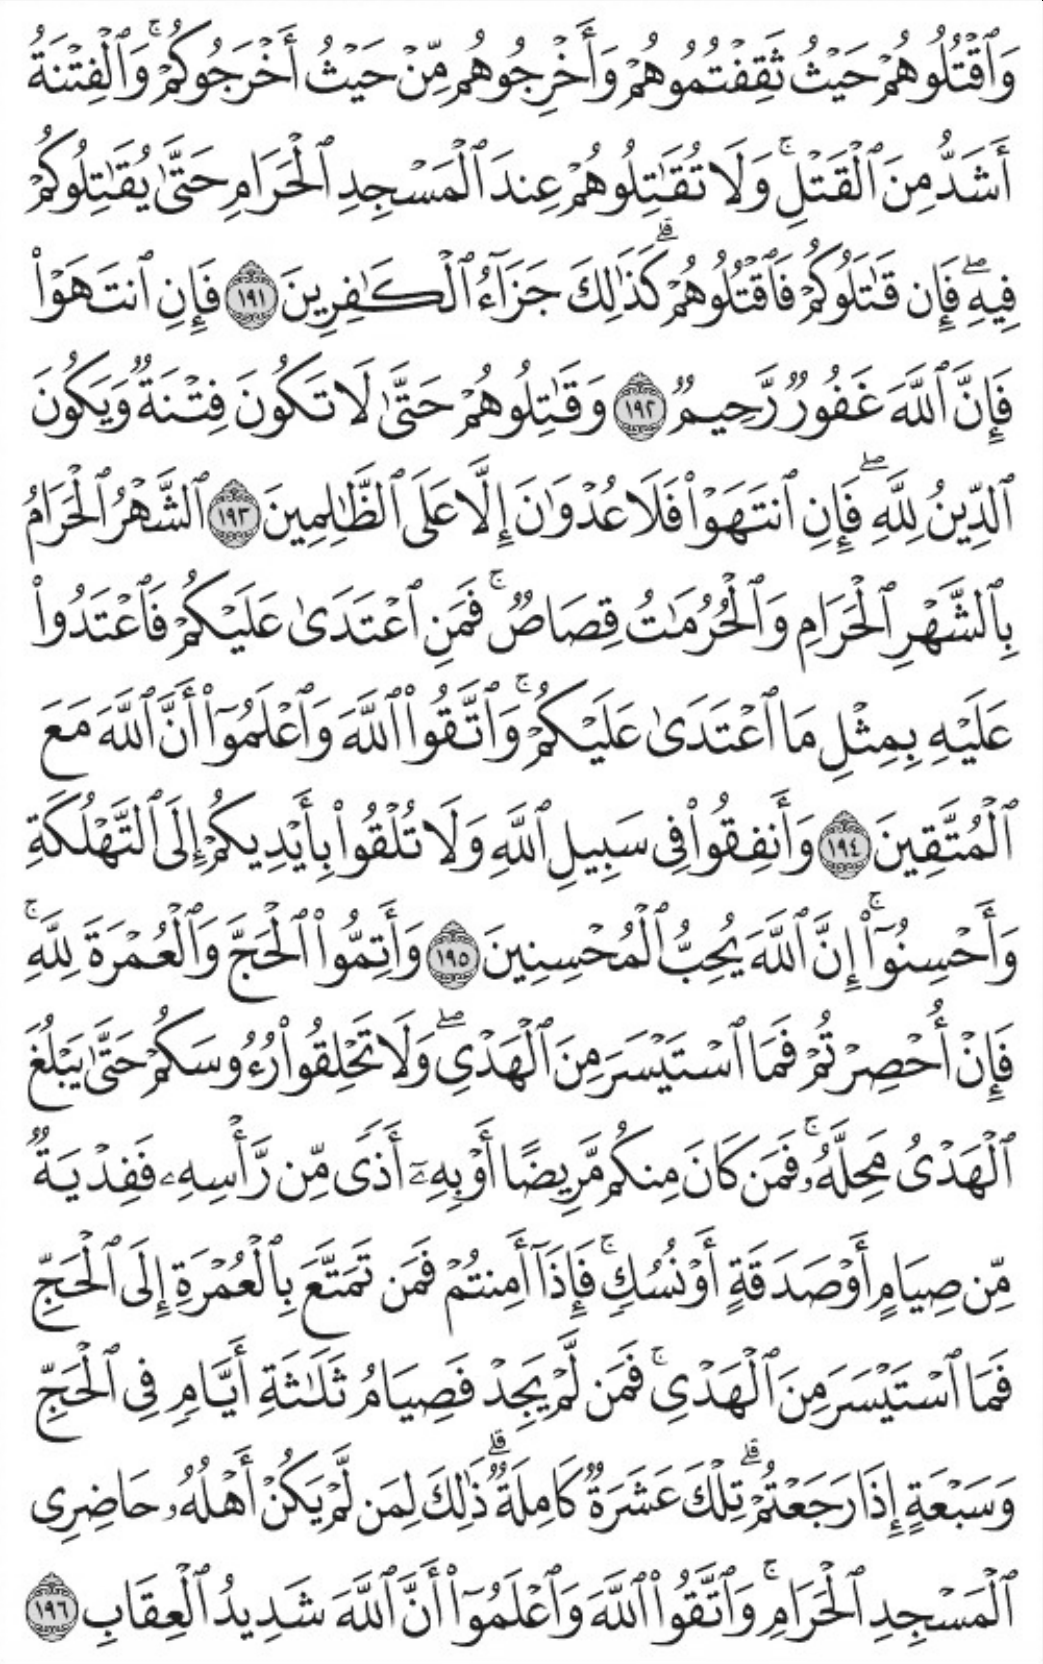 وَٱقۡتُلُوهُمۡ حَيۡثُ ثَقِفۡتُمُوهُمۡ وَأَخۡرِجُوهُم مِّنۡ حَيۡثُ أَخۡرَجُوكُمۡۚ وَٱلۡفِتۡنَةُ
أَشَدُّ مِنَ ٱلۡقَتۡلِۚ وَلَا تُقَٰتِلُوهُمۡ عِندَ ٱلۡمَسۡجِدِ ٱلۡحَرَامِ حَتَّىٰ يُقَٰتِلُوكُمۡ
فِيهِۖ فَإِن قَٰتَلُوكُمۡ فَٱقۡتُلُوهُمۡۗ كَذَٰلِكَ جَزَآءُ ٱلۡكَٰفِرِينَ ١٩١ فَإِنِ ٱنتَهَوۡاْ
فَإِنَّ ٱللَّهَ غَفُورٞ رَّحِيمٞ ١٩٢ وَقَٰتِلُوهُمۡ حَتَّىٰ لَا تَكُونَ فِتۡنَةٞ وَيَكُونَ
ٱلدِّينُ لِلَّهِۖ فَإِنِ ٱنتَهَوۡاْ فَلَا عُدۡوَٰنَ إِلَّا عَلَى ٱلظَّٰلِمِينَ ١٩٣ ٱلشَّهۡرُ ٱلۡحَرَامُ
بِٱلشَّهۡرِ ٱلۡحَرَامِ وَٱلۡحُرُمَٰتُ قِصَاصٞۚ فَمَنِ ٱعۡتَدَىٰ عَلَيۡكُمۡ فَٱعۡتَدُواْ
عَلَيۡهِ بِمِثۡلِ مَا ٱعۡتَدَىٰ عَلَيۡكُمۡۚ وَٱتَّقُواْ ٱللَّهَ وَٱعۡلَمُوٓاْ أَنَّ ٱللَّهَ مَعَ
ٱلۡمُتَّقِينَ ١٩٤ وَأَنفِقُواْ فِي سَبِيلِ ٱللَّهِ وَلَا تُلۡقُواْ بِأَيۡدِيكُمۡ إِلَى ٱلتَّهۡلُكَةِ
وَأَحۡسِنُوٓاْۚ إِنَّ ٱللَّهَ يُحِبُّ ٱلۡمُحۡسِنِينَ ١٩٥ وَأَتِمُّواْ ٱلۡحَجَّ وَٱلۡعُمۡرَةَ لِلَّهِۚ
فَإِنۡ أُحۡصِرۡتُمۡ فَمَا ٱسۡتَيۡسَرَ مِنَ ٱلۡهَدۡيِۖ وَلَا تَحۡلِقُواْ رُءُوسَكُمۡ حَتَّىٰ يَبۡلُغَ
ٱلۡهَدۡيُ مَحِلَّهُۥۚ فَمَن كَانَ مِنكُم مَّرِيضًا أَوۡ بِهِۦٓ أَذٗى مِّن رَّأۡسِهِۦ فَفِدۡيَةٞ
مِّن صِيَامٍ أَوۡ صَدَقَةٍ أَوۡ نُسُكٖۚ فَإِذَآ أَمِنتُمۡ فَمَن تَمَتَّعَ بِٱلۡعُمۡرَةِ إِلَى ٱلۡحَجِّ
فَمَا ٱسۡتَيۡسَرَ مِنَ ٱلۡهَدۡيِۚ فَمَن لَّمۡ يَجِدۡ فَصِيَامُ ثَلَٰثَةِ أَيَّامٖ فِي ٱلۡحَجِّ
وَسَبۡعَةٍ إِذَا رَجَعۡتُمۡۗ تِلۡكَ عَشَرَةٞ كَامِلَةٞۗ ذَٰلِكَ لِمَن لَّمۡ يَكُنۡ أَهۡلُهُۥ حَاضِرِي
ٱلۡمَسۡجِدِ ٱلۡحَرَامِۚ وَٱتَّقُواْ ٱللَّهَ وَٱعۡلَمُوٓاْ أَنَّ ٱللَّهَ شَدِيدُ ٱلۡعِقَابِ ١٩٦